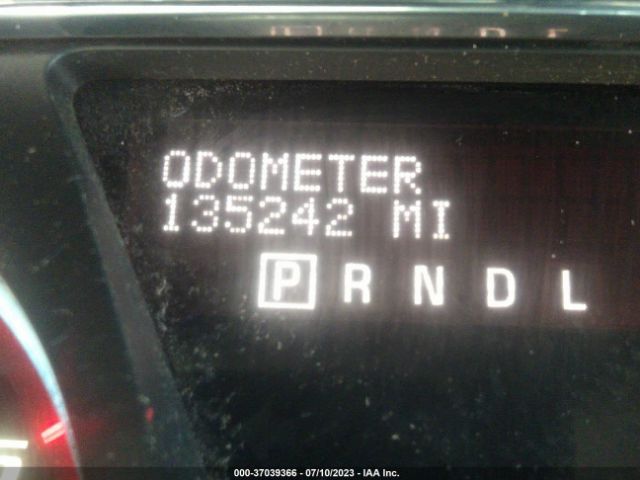 ODOMETER
135242 MI
P R N D L
000-37039366 - 07/10/2023 - IAA Inc.